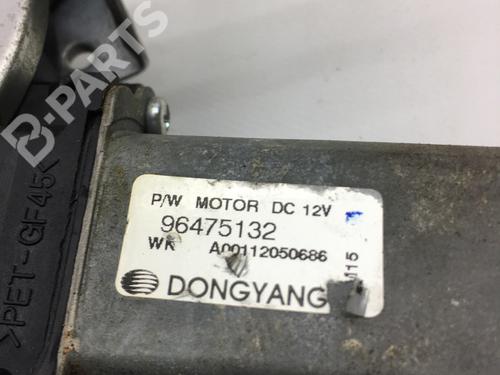 B-PARTS
>PET-GF45<
P/W MOTOR DC 12V
96475132
WK A00112050686
M15
DONGYANG